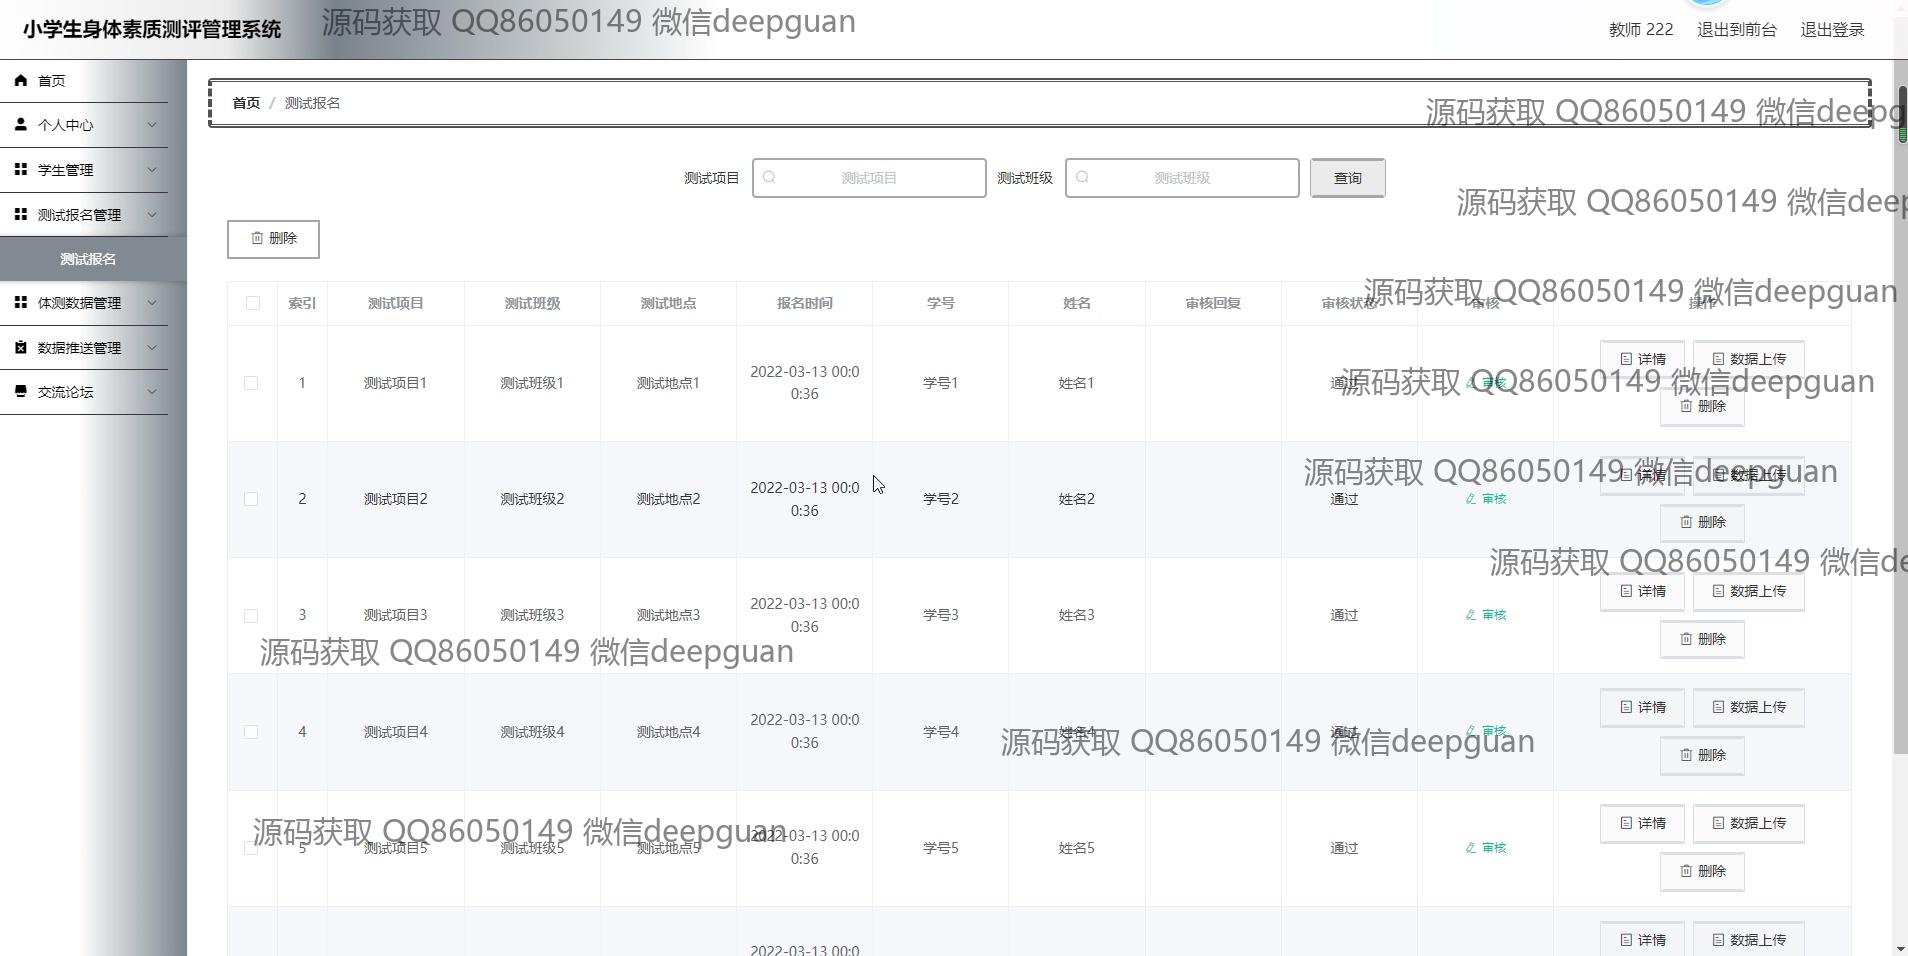 小学生身体素质测评管理系统
源码获取 QQ86050149 微信deepguan
教师 222 退出到前台 退出登录
首页
个人中心
学生管理
测试报名管理
测试报名
体测数据管理
数据推送管理
交流论坛
首页 / 测试报名
源码获取 QQ86050149 微信deepg
测试项目 测试项目 测试班级 测试班级 查询
源码获取 QQ86050149 微信deep
删除
源码获取 QQ86050149 微信deepguan
索引 测试项目 测试班级 测试地点 报名时间 学号 姓名 审核回复 审核状态 审核 操作
1 测试项目1 测试班级1 测试地点1 2022-03-13 00:00:36 学号1 姓名1 通过 审核 详情 数据上传 删除
源码获取 QQ86050149 微信deepguan
2 测试项目2 测试班级2 测试地点2 2022-03-13 00:00:36 学号2 姓名2 通过 审核 详情 数据上传 删除
源码获取 QQ86050149 微信deepguan
源码获取 QQ86050149 微信de
3 测试项目3 测试班级3 测试地点3 2022-03-13 00:00:36 学号3 姓名3 通过 审核 详情 数据上传 删除
源码获取 QQ86050149 微信deepguan
4 测试项目4 测试班级4 测试地点4 2022-03-13 00:00:36 学号4 姓名4 通过 审核 详情 数据上传 删除
源码获取 QQ86050149 微信deepguan
5 测试项目5 测试班级5 测试地点5 2022-03-13 00:00:36 学号5 姓名5 通过 审核 详情 数据上传 删除
源码获取 QQ86050149 微信deepguan
2022-03-13 00:0 详情 数据上传